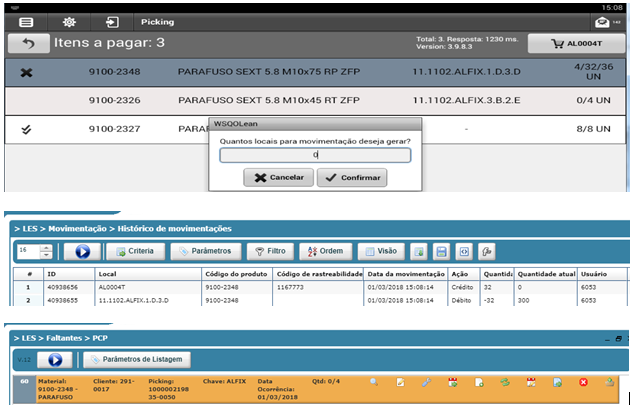 15:08
Picking
Itens a pagar: 3
Total: 3. Resposta: 1230 ms.
Version: 3.9.8.3
AL0004T
9100-2348 PARAFUSO SEXT 5.8 M10x75 RP ZFP 11.1102.ALFIX.1.D.3.D 4/32/36 UN
9100-2326 PARAFUSO SEXT 5.8 M10x45 RT ZFP 11.1102.ALFIX.3.B.2.E 0/4 UN
9100-2327 PARAF - 8/8 UN
WSQOLean
Quantos locais para movimentação deseja gerar?
0
Cancelar Confirmar
> LES > Movimentação > Histórico de movimentações
16 Criteria Parâmetros Filtro Ordem Visão
# ID Local Código do produto Código de rastreabilidade Data da movimentação Ação Quantida Quantidade atual Usuário
1 40938656 AL0004T 9100-2348 1167773 01/03/2018 15:08:14 Crédito 32 0 6053
2 40938655 11.1102.ALFIX.1.D.3.D 9100-2348 01/03/2018 15:08:14 Débito -32 300 6053
> LES > Faltantes > PCP
v.12 Parâmetros de Listagem
60 Material: Cliente: 291- Picking: Chave: ALFIX Data Qtd: 0/4
9100-2348 - 0017 1000002198 Ocorrência:
PARAFUSO 35-0050 01/03/2018